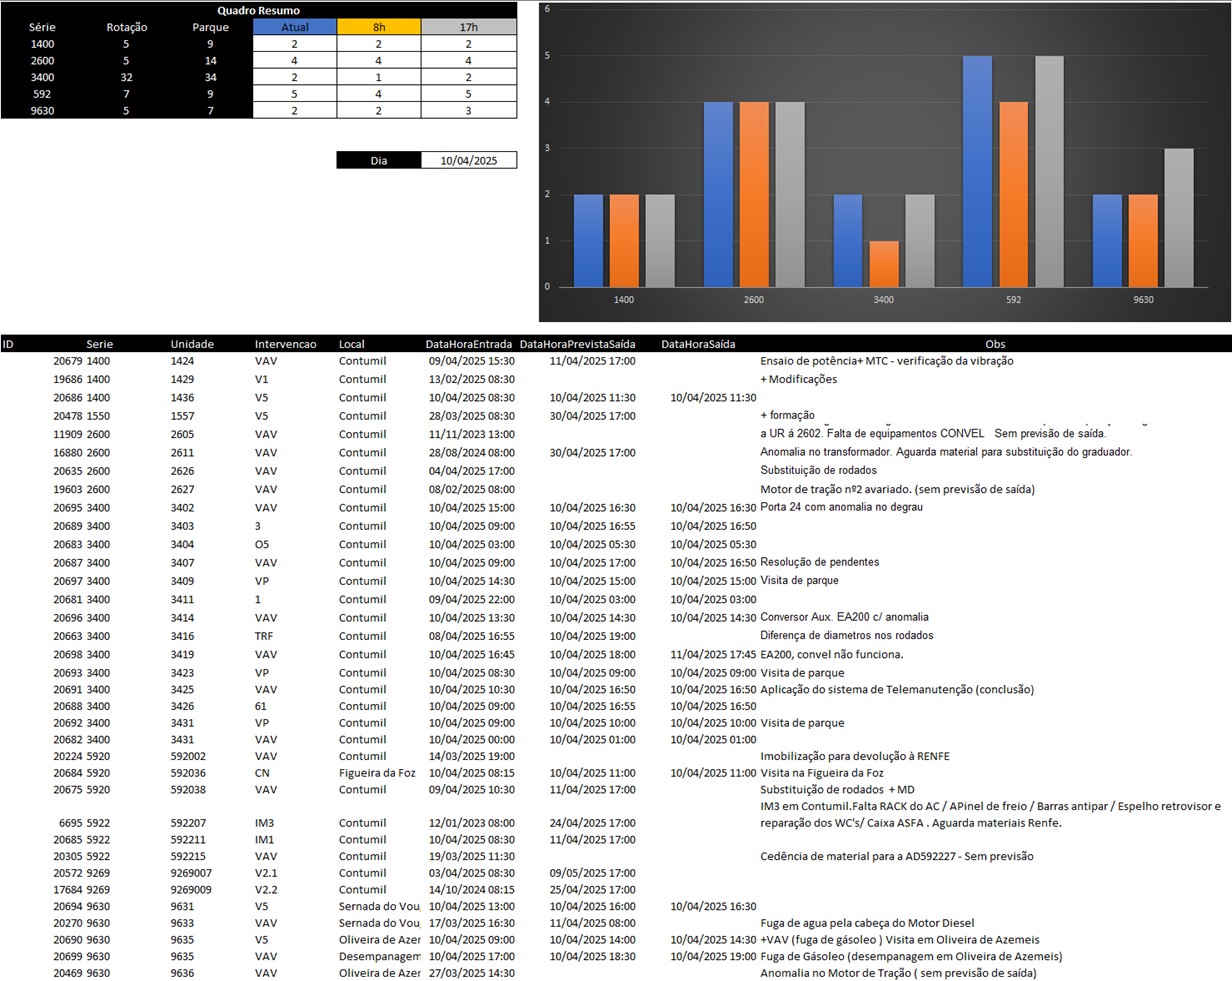 Quadro Resumo
Série Rotação Parque Atual 8h 17h
1400 5 9 2 2 2
2600 5 14 4 4 4
3400 32 34 2 1 2
592 7 9 5 4 5
9630 5 7 2 2 3
Dia 10/04/2025
6
5
4
3
2
1
0
1400 2600 3400 592 9630
ID Serie Unidade Intervencao Local DataHoraEntrada DataHoraPrevistaSaída DataHoraSaída Obs
20679 1400 1424 VAV Contumil 09/04/2025 15:30 11/04/2025 17:00 Ensaio de potência+ MTC - verificação da vibração
19686 1400 1429 V1 Contumil 13/02/2025 08:30 + Modificações
20686 1400 1436 V5 Contumil 10/04/2025 08:30 10/04/2025 11:30 10/04/2025 11:30
20478 1550 1557 V5 Contumil 28/03/2025 08:30 30/04/2025 17:00 + formação
11909 2600 2605 VAV Contumil 11/11/2023 13:00 a UR á 2602. Falta de equipamentos CONVEL Sem previsão de saída.
16880 2600 2611 VAV Contumil 28/08/2024 08:00 30/04/2025 17:00 Anomalia no transformador. Aguarda material para substituição do graduador.
20635 2600 2626 VAV Contumil 04/04/2025 17:00 Substituição de rodados
19603 2600 2627 VAV Contumil 08/02/2025 08:00 Motor de tração nº2 avariado. (sem previsão de saída)
20695 3400 3402 VAV Contumil 10/04/2025 15:00 10/04/2025 16:30 10/04/2025 16:30 Porta 24 com anomalia no degrau
20689 3400 3403 3 Contumil 10/04/2025 09:00 10/04/2025 16:55 10/04/2025 16:50
20683 3400 3404 O5 Contumil 10/04/2025 03:00 10/04/2025 05:30 10/04/2025 05:30
20687 3400 3407 VAV Contumil 10/04/2025 09:00 10/04/2025 17:00 10/04/2025 16:50 Resolução de pendentes
20697 3400 3409 VP Contumil 10/04/2025 14:30 10/04/2025 15:00 10/04/2025 15:00 Visita de parque
20681 3400 3411 1 Contumil 09/04/2025 22:00 10/04/2025 03:00 10/04/2025 03:00
20696 3400 3414 VAV Contumil 10/04/2025 13:30 10/04/2025 14:30 10/04/2025 14:30 Conversor Aux. EA200 c/ anomalia
20663 3400 3416 TRF Contumil 08/04/2025 16:55 10/04/2025 19:00 Diferença de diametros nos rodados
20698 3400 3419 VAV Contumil 10/04/2025 16:45 10/04/2025 18:00 11/04/2025 17:45 EA200, convel não funciona.
20693 3400 3423 VP Contumil 10/04/2025 08:30 10/04/2025 09:00 10/04/2025 09:00 Visita de parque
20691 3400 3425 VAV Contumil 10/04/2025 10:30 10/04/2025 16:50 10/04/2025 16:50 Aplicação do sistema de Telemanutenção (conclusão)
20688 3400 3426 61 Contumil 10/04/2025 09:00 10/04/2025 16:55 10/04/2025 16:50
20692 3400 3431 VP Contumil 10/04/2025 09:00 10/04/2025 10:00 10/04/2025 10:00 Visita de parque
20682 3400 3431 VAV Contumil 10/04/2025 00:00 10/04/2025 01:00 10/04/2025 01:00
20224 5920 592002 VAV Contumil 14/03/2025 19:00 Imobilização para devolução à RENFE
20684 5920 592036 CN Figueira da Foz 10/04/2025 08:15 10/04/2025 11:00 10/04/2025 11:00 Visita na Figueira da Foz
20675 5920 592038 VAV Contumil 09/04/2025 10:30 11/04/2025 17:00 Substituição de rodados + MD
IM3 em Contumil.Falta RACK do AC / APinel de freio / Barras antipar / Espelho retrovisor e
6695 5922 592207 IM3 Contumil 12/01/2023 08:00 24/04/2025 17:00 reparação dos WC's/ Caixa ASFA . Aguarda materiais Renfe.
20685 5922 592211 IM1 Contumil 10/04/2025 08:30 11/04/2025 17:00
20305 5922 592215 VAV Contumil 19/03/2025 11:30 Cedência de material para a AD592227 - Sem previsão
20572 9269 9269007 V2.1 Contumil 03/04/2025 08:30 09/05/2025 17:00
17684 9269 9269009 V2.2 Contumil 14/10/2024 08:15 25/04/2025 17:00
20694 9630 9631 V5 Sernada do Vou 10/04/2025 13:00 10/04/2025 16:00 10/04/2025 16:30
20270 9630 9633 VAV Sernada do Vou 17/03/2025 16:30 11/04/2025 08:00 Fuga de agua pela cabeça do Motor Diesel
20690 9630 9635 V5 Oliveira de Azer 10/04/2025 09:00 10/04/2025 14:00 10/04/2025 14:30 +VAV (fuga de gásoleo ) Visita em Oliveira de Azemeis
20699 9630 9635 VAV Desempanagem 10/04/2025 17:00 10/04/2025 18:30 10/04/2025 19:00 Fuga de Gásoleo (desempanagem em Oliveira de Azemeis)
20469 9630 9636 VAV Oliveira de Azer 27/03/2025 14:30 Anomalia no Motor de Tração ( sem previsão de saída)